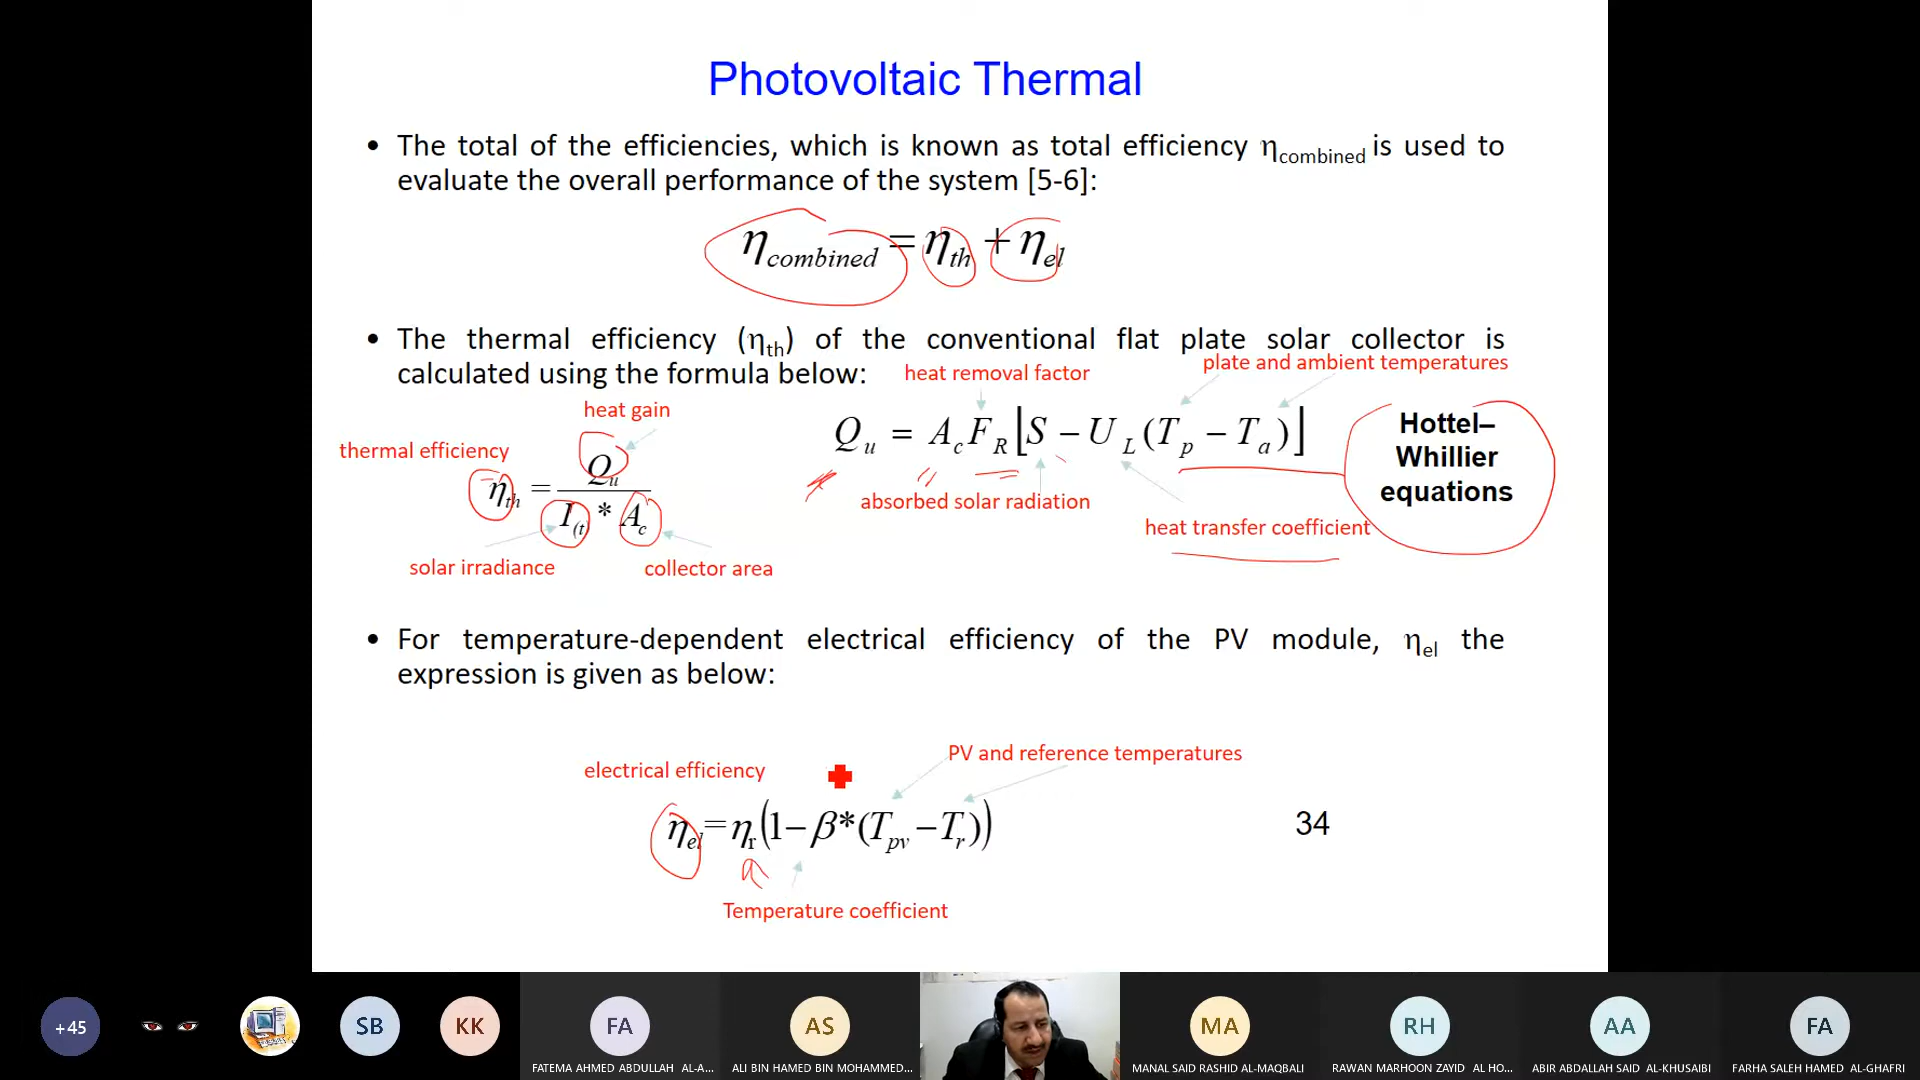 Photovoltaic Thermal
• The total of the efficiencies, which is known as total efficiency ηcombined is used to
evaluate the overall performance of the system [5-6]:
ηcombined = ηth + ηel
• The thermal efficiency (ηth) of the conventional flat plate solar collector is
calculated using the formula below:
heat removal factor
plate and ambient temperatures
heat gain
thermal efficiency
ηth = Qu / I(t) * Ac
solar irradiance
collector area
Qu = AcFR⌊S − UL(Tp − Ta)⌋
absorbed solar radiation
heat transfer coefficient
Hottel–
Whillier
equations
• For temperature-dependent electrical efficiency of the PV module, ηel the
expression is given as below:
PV and reference temperatures
electrical efficiency
ηel=ηr(1−β*(Tpv −Tr))
Temperature coefficient
34
+45
SB
KK
FA
AS
MA
RH
AA
FA
FATEMA AHMED ABDULLAH AL-A...
ALI BIN HAMED BIN MOHAMMED...
MANAL SAID RASHID AL-MAQBALI
RAWAN MARHOON ZAYID AL HO...
ABIR ABDALLAH SAID AL-KHUSAIBI
FARHA SALEH HAMED AL-GHAFRI